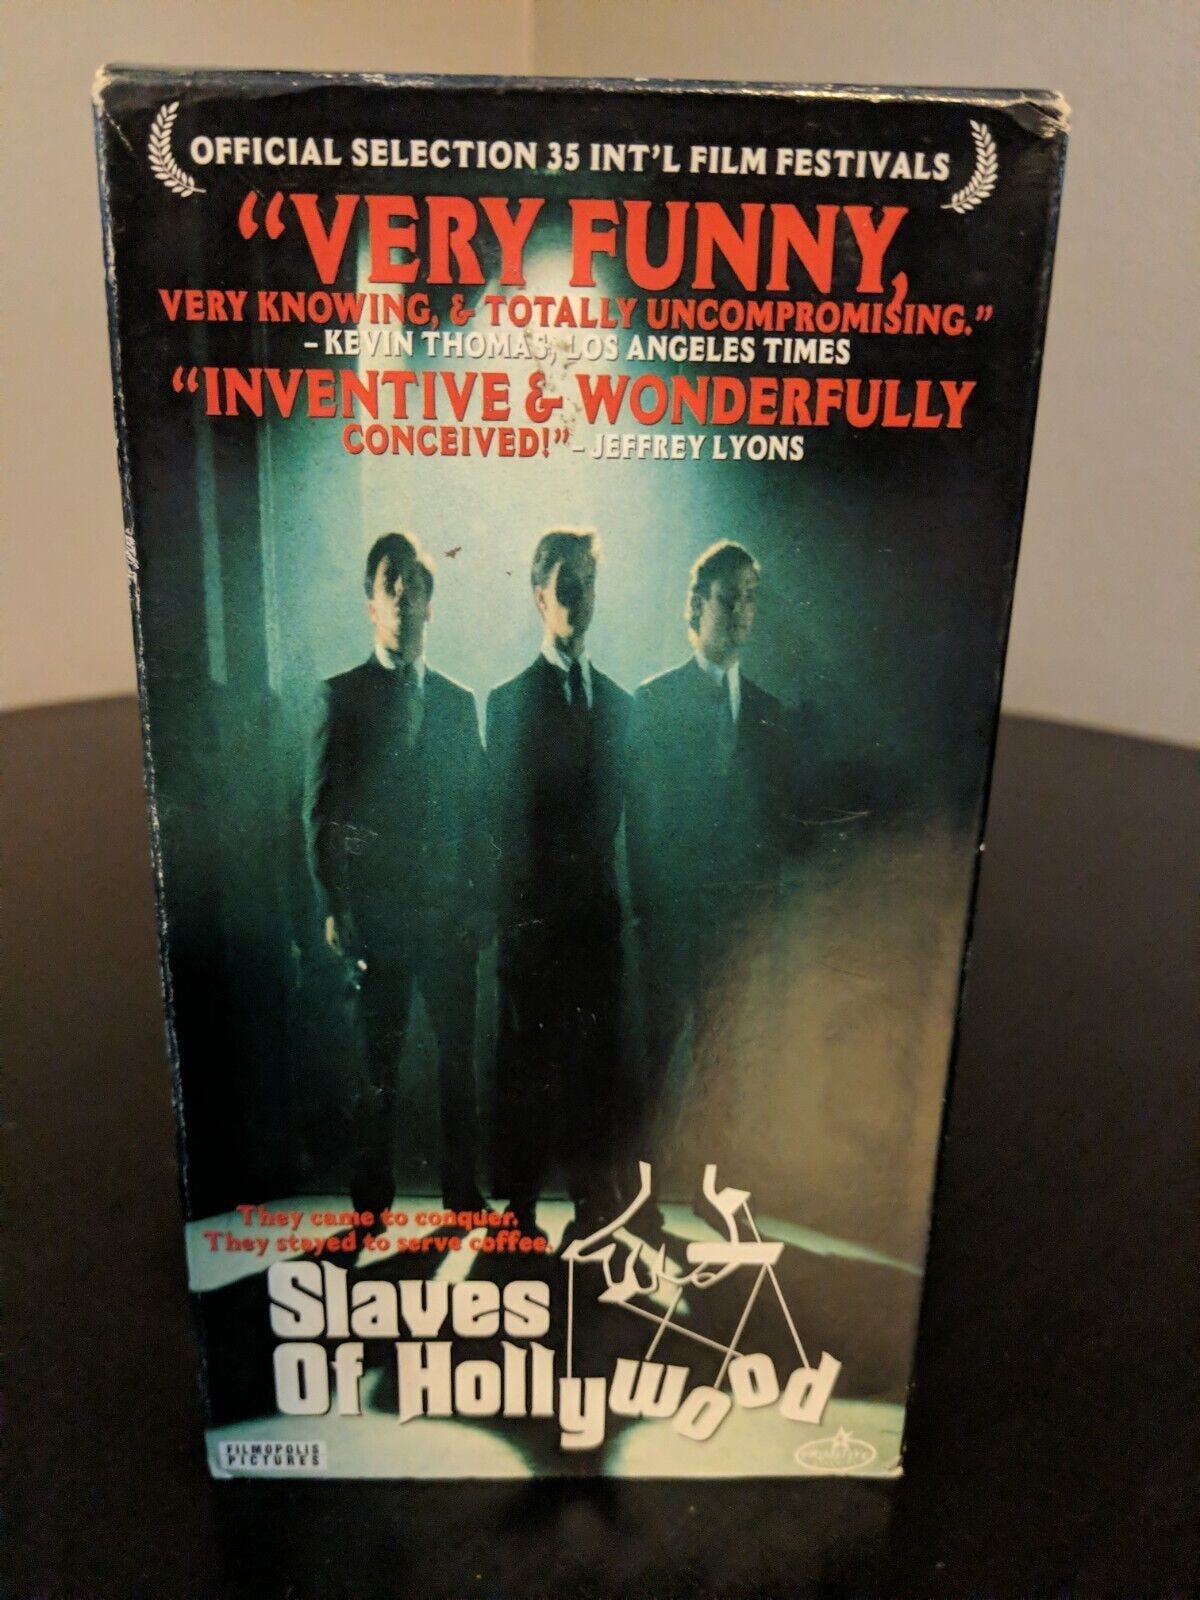 OFFICIAL SELECTION 35 INT'L FILM FESTIVALS
"VERY FUNNY,
VERY KNOWING, & TOTALLY UNCOMPROMISING."
– KEVIN THOMAS, LOS ANGELES TIMES
"INVENTIVE & WONDERFULLY
CONCEIVED!" – JEFFREY LYONS
They came to conquer.
They stayed to serve coffee.
Slaves
Of Hollywood
FILMOPOLIS
PICTURES